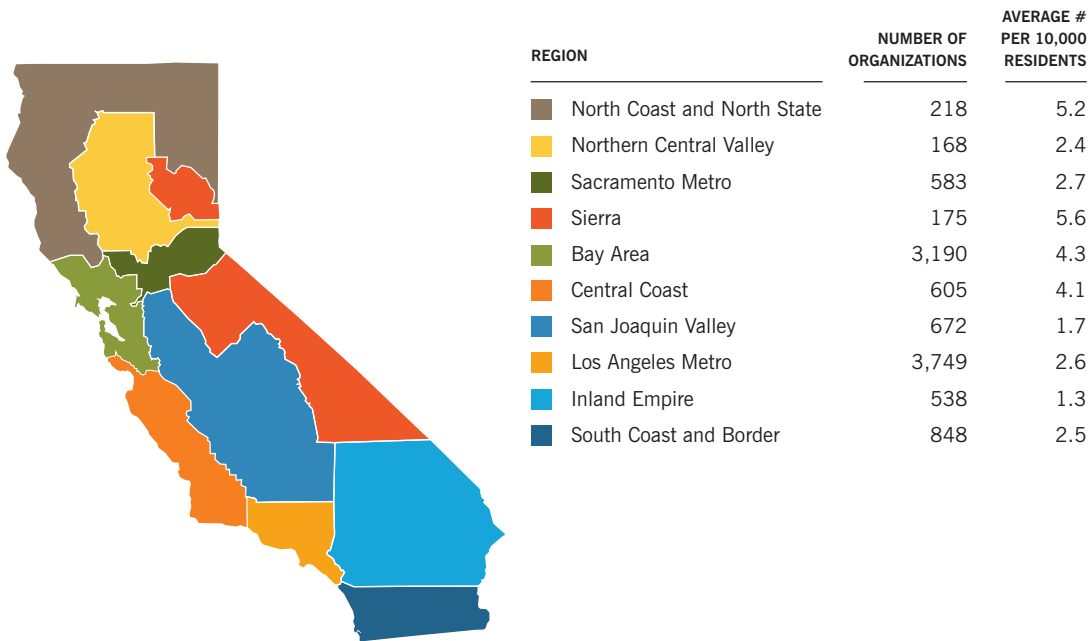 REGION NUMBER OF ORGANIZATIONS AVERAGE # PER 10,000 RESIDENTS
North Coast and North State 218 5.2
Northern Central Valley 168 2.4
Sacramento Metro 583 2.7
Sierra 175 5.6
Bay Area 3,190 4.3
Central Coast 605 4.1
San Joaquin Valley 672 1.7
Los Angeles Metro 3,749 2.6
Inland Empire 538 1.3
South Coast and Border 848 2.5